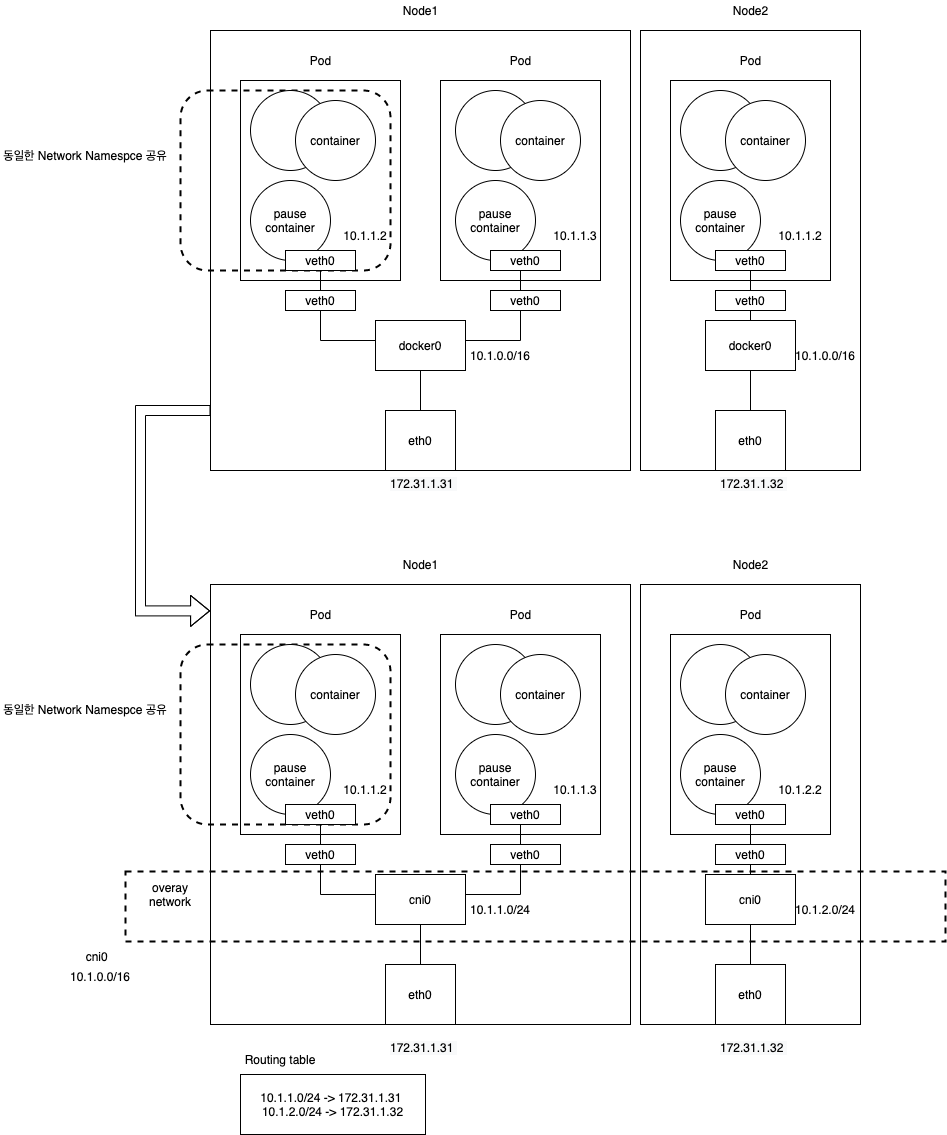 Node1
Node2
Pod
Pod
Pod
container
container
container
동일한 Network Namespce 공유
pause
container
pause
container
pause
container
10.1.1.2
10.1.1.3
10.1.1.2
veth0
veth0
veth0
veth0
veth0
veth0
docker0
10.1.0.0/16
docker0
10.1.0.0/16
eth0
eth0
172.31.1.31
172.31.1.32
Node1
Node2
Pod
Pod
Pod
container
container
container
동일한 Network Namespce 공유
pause
container
pause
container
pause
container
10.1.1.2
10.1.1.3
10.1.2.2
veth0
veth0
veth0
veth0
veth0
veth0
overay
network
cni0
10.1.1.0/24
cni0
10.1.2.0/24
cni0
10.1.0.0/16
eth0
eth0
172.31.1.31
172.31.1.32
Routing table
10.1.1.0/24 -> 172.31.1.31
10.1.2.0/24 -> 172.31.1.32